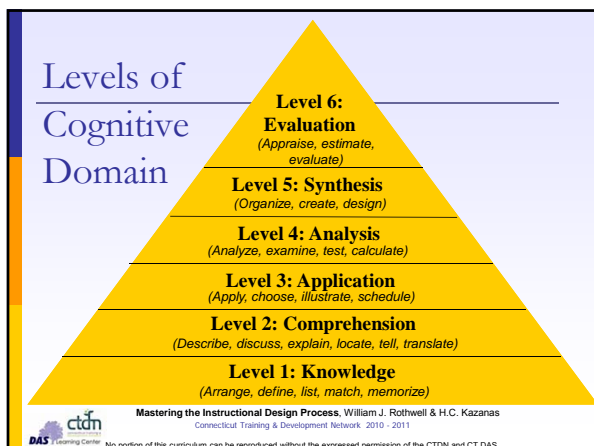 Levels of
Cognitive
Domain
Level 6:
Evaluation
(Appraise, estimate,
evaluate)
Level 5: Synthesis
(Organize, create, design)
Level 4: Analysis
(Analyze, examine, test, calculate)
Level 3: Application
(Apply, choose, illustrate, schedule)
Level 2: Comprehension
(Describe, discuss, explain, locate, tell, translate)
Level 1: Knowledge
(Arrange, define, list, match, memorize)
Mastering the Instructional Design Process, William J. Rothwell & H.C. Kazanas
Connecticut Training & Development Network 2010 - 2011
ctdn
DAS Learning Center
No portion of this curriculum can be reproduced without the expressed permission of the CTDN and CT DAS